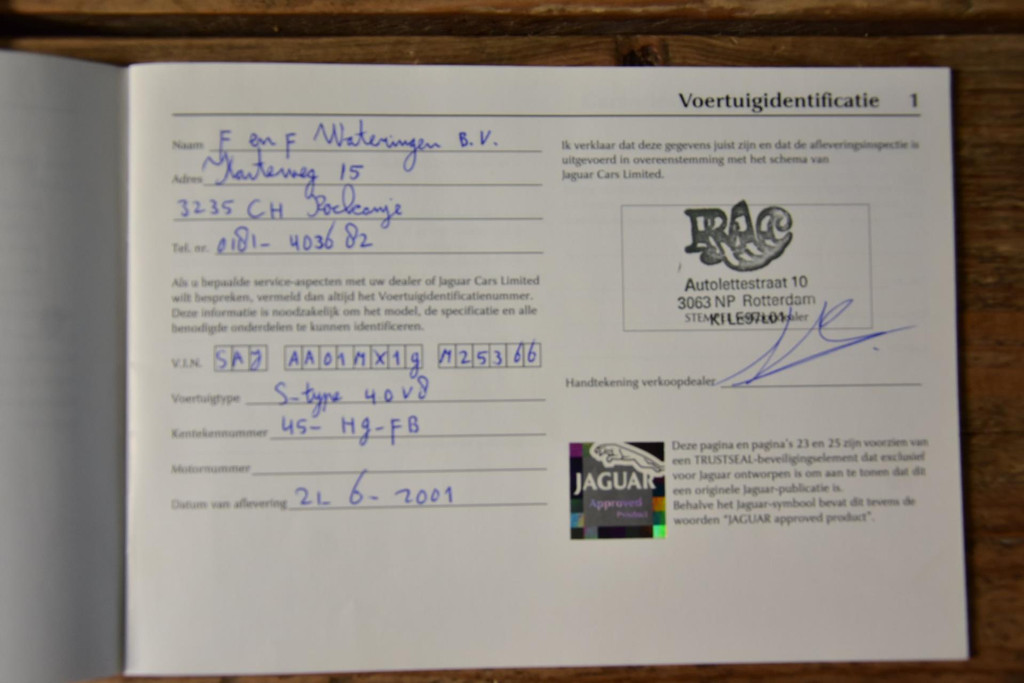 Voertuigidentificatie 1
Naam F en F Wateringen B.V.
Adres 15
3235 CH Rockanje
Tel. nr. 0181-403682
Als u bepaalde service-aspecten met uw dealer of Jaguar Cars Limited
wilt bespreken, vermeld dan altijd het Voertuigidentificatienummer.
Deze informatie is noodzakelijk om het model, de specificatie en alle
benodigde onderdelen te kunnen identificeren.
V.I.N. SAJ AA01MX1g M25366
Voertuigtype S-type 40 V8
Kentekennummer 45-Hg-FB
Motornummer
Datum van aflevering 6-2001
Ik verklaar dat deze gegevens juist zijn en dat de afleveringsinspectie is
uitgevoerd in overeenstemming met het schema van
Jaguar Cars Limited.
Autolettestraat 10
3063 NP Rotterdam
Handtekening verkoopdealer
JAGUAR
Approved
Product
Deze pagina en pagina's 23 en 25 zijn voorzien van
een TRUSTSEAL-beveiligingselement dat exclusief
voor Jaguar ontworpen is om aan te tonen dat dit
een originele Jaguar-publicatie is.
Behalve het Jaguar-symbool bevat dit tevens de
woorden "JAGUAR approved product".